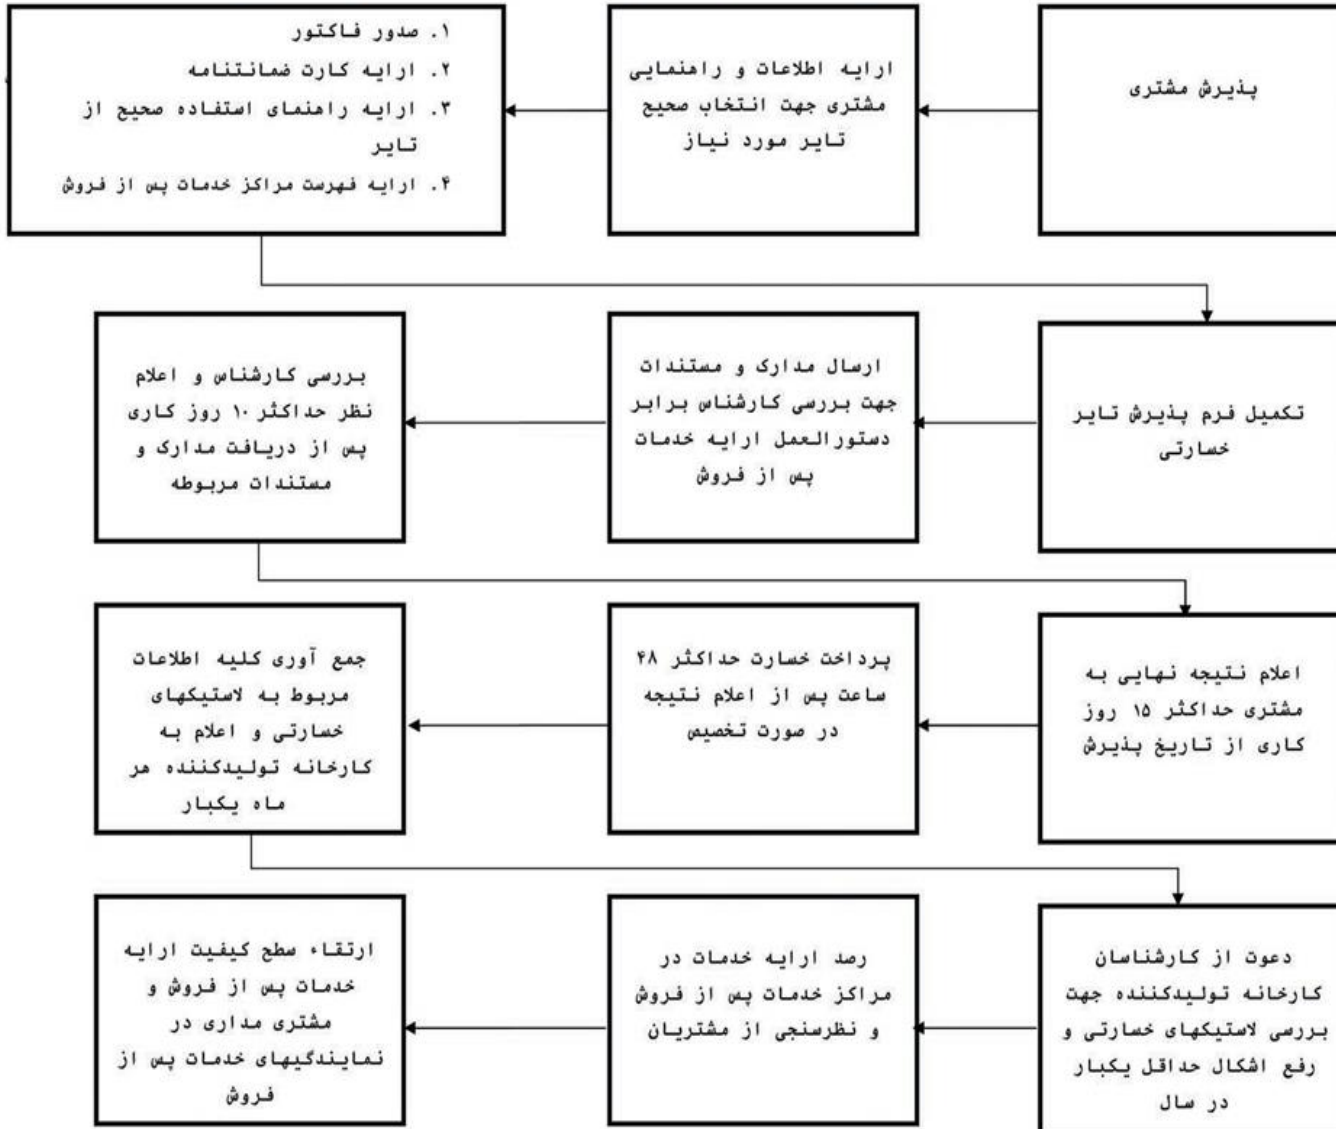 پذیرش مشتری
ارایه اطلاعات و راهنمایی
مشتری جهت انتخاب صحیح
تایر مورد نیاز
۱. صدور فاکتور
۲. ارایه کارت ضمانتنامه
۳. ارایه راهنمای استفاده صحیح از
تایر
۴. ارایه فهرست مراکز خدمات پس از فروش
تکمیل فرم پذیرش تایر
خسارتی
ارسال مدارک و مستندات
جهت بررسی کارشناس برابر
دستورالعمل ارایه خدمات
پس از فروش
بررسی کارشناس و اعلام
نظر حداکثر ۱۰ روز کاری
پس از دریافت مدارک و
مستندات مربوطه
اعلام نتیجه نهایی به
مشتری حداکثر ۱۵ روز
کاری از تاریخ پذیرش
پرداخت خسارت حداکثر ۴۸
ساعت پس از اعلام نتیجه
در صورت تخصیص
جمع آوری کلیه اطلاعات
مربوط به لاستیکهای
خسارتی و اعلام به
کارخانه تولیدکننده هر
ماه یکبار
دعوت از کارشناسان
کارخانه تولیدکننده جهت
بررسی لاستیکهای خسارتی و
رفع اشکال حداقل یکبار
در سال
رصد ارایه خدمات در
مراکز خدمات پس از فروش
و نظرسنجی از مشتریان
ارتقاء سطح کیفیت ارایه
خدمات پس از فروش و
مشتری مداری در
نمایندگیهای خدمات پس از
فروش